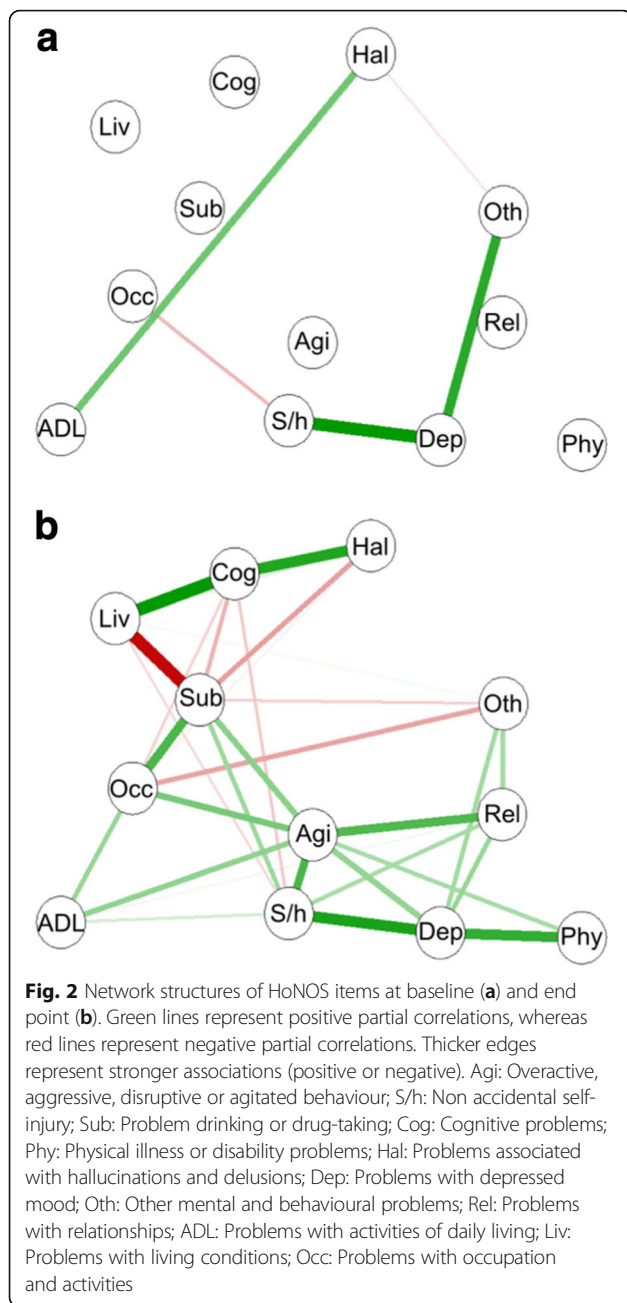 a
Hal
Cog
Liv
Sub
Oth
Occ
Rel
Agi
ADL
S/h
Dep
Phy
b
Hal
Cog
Liv
Sub
Oth
Occ
Rel
Agi
ADL
S/h
Dep
Phy
Fig. 2 Network structures of HoNOS items at baseline (a) and end
point (b). Green lines represent positive partial correlations, whereas
red lines represent negative partial correlations. Thicker edges
represent stronger associations (positive or negative). Agi: Overactive,
aggressive, disruptive or agitated behaviour; S/h: Non accidental self-
injury; Sub: Problem drinking or drug-taking; Cog: Cognitive problems;
Phy: Physical illness or disability problems; Hal: Problems associated
with hallucinations and delusions; Dep: Problems with depressed
mood; Oth: Other mental and behavioural problems; Rel: Problems
with relationships; ADL: Problems with activities of daily living; Liv:
Problems with living conditions; Occ: Problems with occupation
and activities